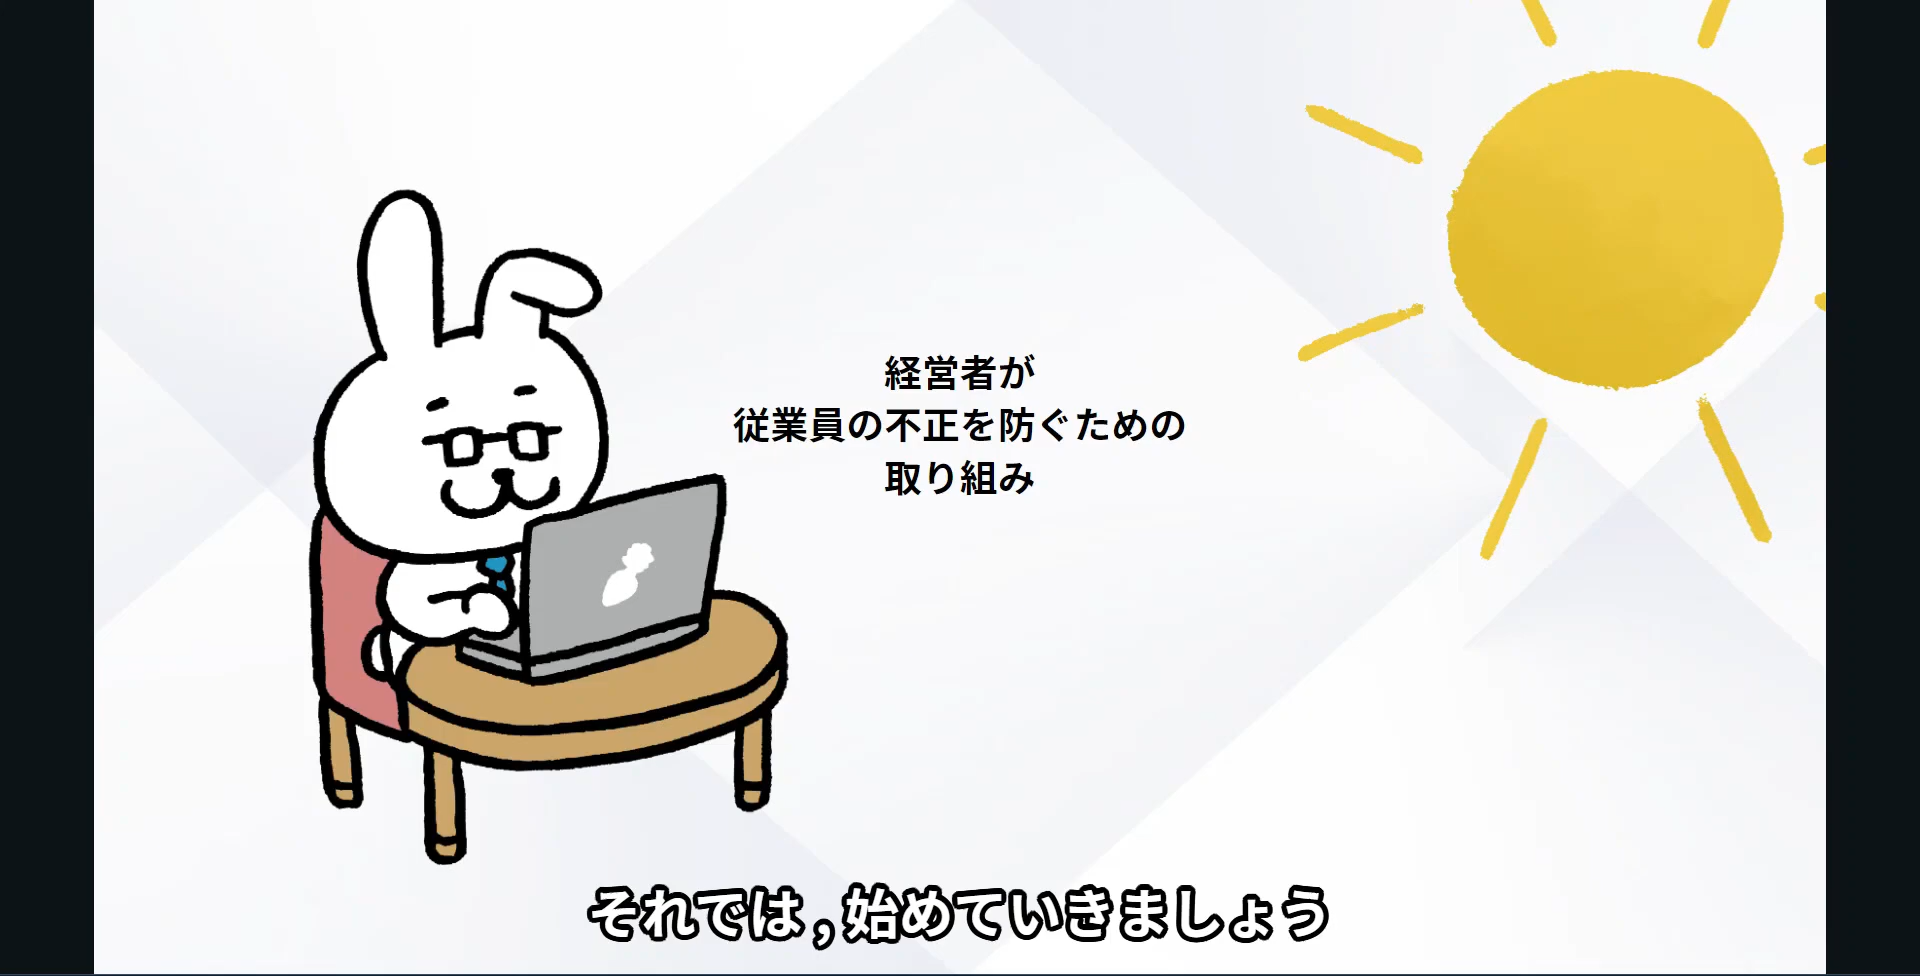 経営者が
従業員の不正を防ぐための
取り組み
それでは,始めていきましょう